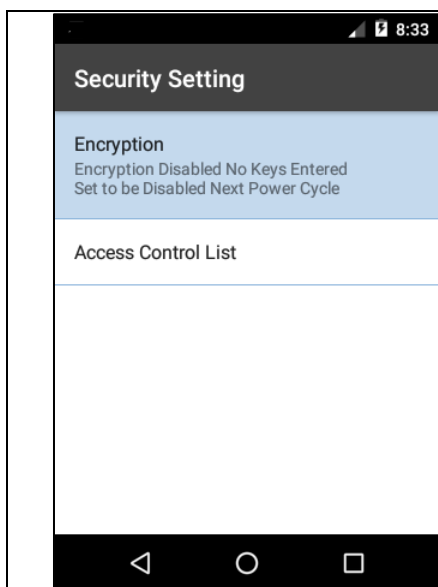 8:33
Security Setting
Encryption
Encryption Disabled No Keys Entered
Set to be Disabled Next Power Cycle
Access Control List